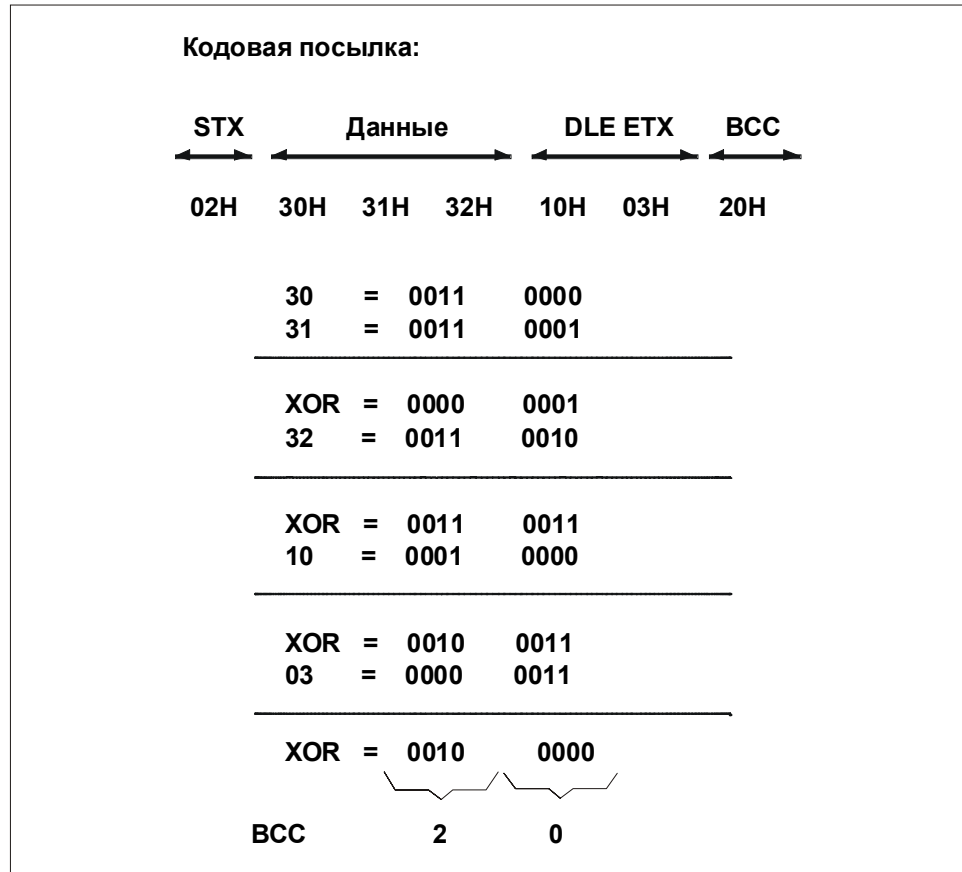 Кодовая посылка:
STX Данные DLE ETX BCC
02H 30H 31H 32H 10H 03H 20H
30 = 0011 0000
31 = 0011 0001
XOR = 0000 0001
32 = 0011 0010
XOR = 0011 0011
10 = 0001 0000
XOR = 0010 0011
03 = 0000 0011
XOR = 0010 0000
BCC 2 0